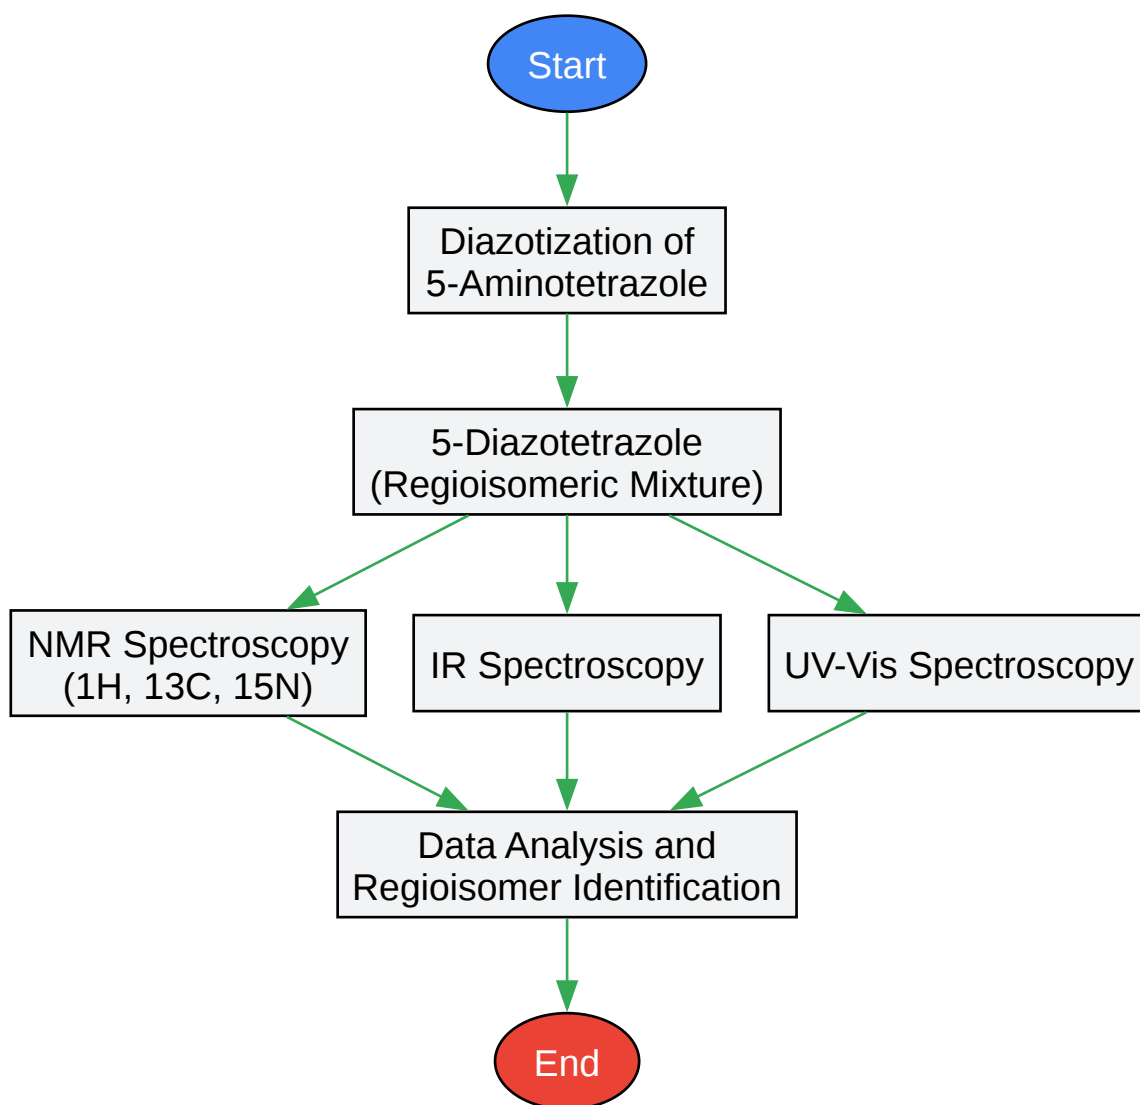 Start
Diazotization of
5-Aminotetrazole
5-Diazotetrazole
(Regioisomeric Mixture)
NMR Spectroscopy
(1H, 13C, 15N)
IR Spectroscopy
UV-Vis Spectroscopy
Data Analysis and
Regioisomer Identification
End